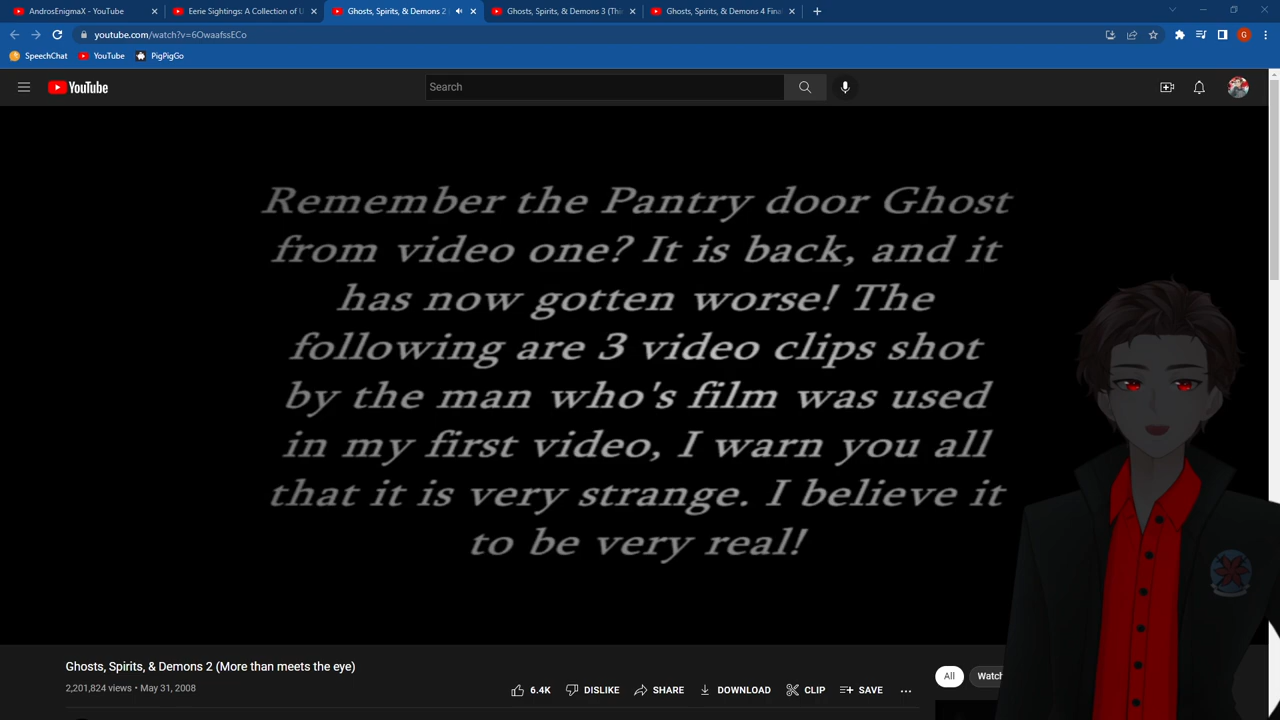 AndrosEnigmaX - YouTube
Eerie Sightings: A Collection of U
Ghosts, Spirits, & Demons 2
Ghosts, Spirits, & Demons 3 (Thi
Ghosts, Spirits, & Demons 4 Final
youtube.com/watch?v=6OwaafssECo
G
SpeechChat
YouTube
PigPigGo
YouTube
Search
Remember the Pantry door Ghost
from video one? It is back, and it
has now gotten worse! The
following are 3 video clips shot
by the man who's film was used
in my first video, I warn you all
that it is very strange. I believe it
to be very real!
Ghosts, Spirits, & Demons 2 (More than meets the eye)
2,201,824 views • May 31, 2008
6.4K
DISLIKE
SHARE
DOWNLOAD
CLIP
SAVE
All
Watch